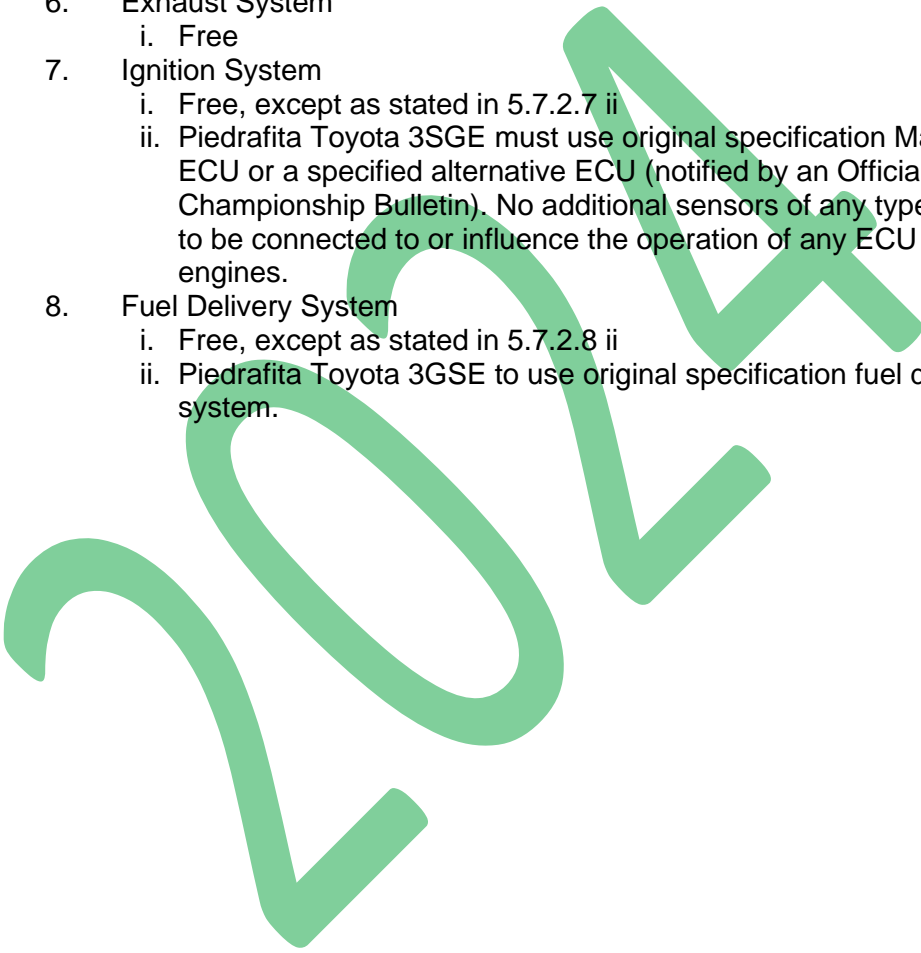 6. Exhaust System
i. Free
7. Ignition System
i. Free, except as stated in 5.7.2.7 ii
ii. Piedrafita Toyota 3SGE must use original specification Ma
ECU or a specified alternative ECU (notified by an Officia
Championship Bulletin). No additional sensors of any type
to be connected to or influence the operation of any ECU
engines.
8. Fuel Delivery System
i. Free, except as stated in 5.7.2.8 ii
ii. Piedrafita Toyota 3GSE to use original specification fuel d
system.
2024